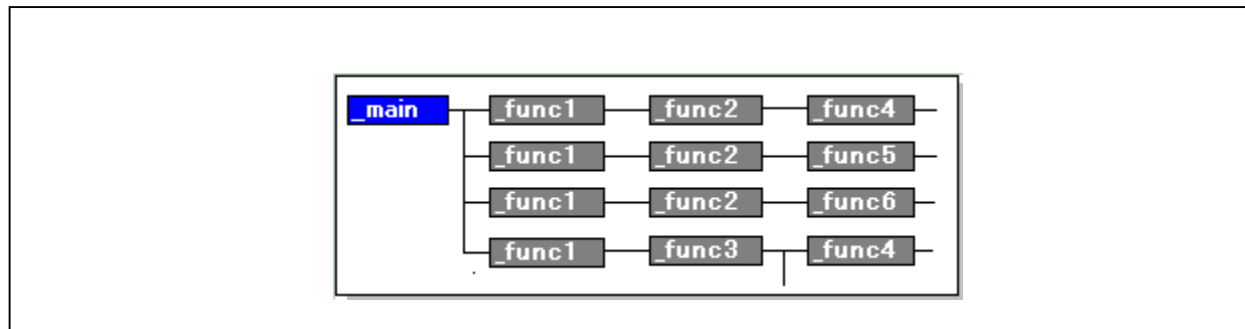 _main _func1 _func2 _func4
_func1 _func2 _func5
_func1 _func2 _func6
_func1 _func3 _func4